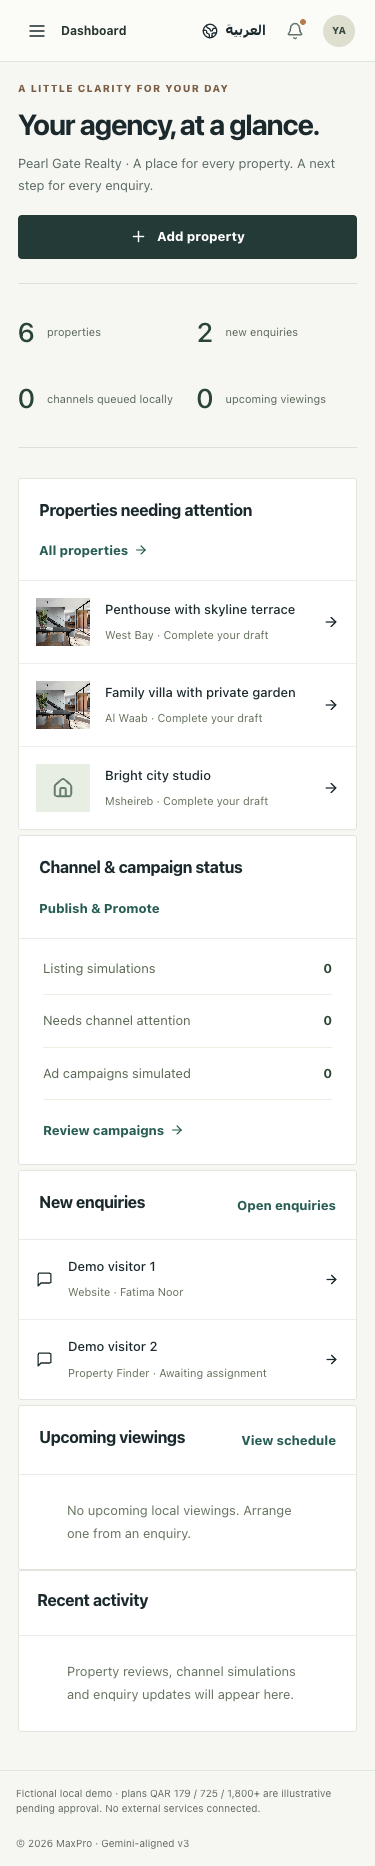 Dashboard
العربية
YA
A LITTLE CLARITY FOR YOUR DAY
Your agency, at a glance.
Pearl Gate Realty · A place for every property. A next
step for every enquiry.
Add property
6 properties
2 new enquiries
0 channels queued locally
0 upcoming viewings
Properties needing attention
All properties →
Penthouse with skyline terrace
West Bay · Complete your draft
Family villa with private garden
Al Waab · Complete your draft
Bright city studio
Msheireb · Complete your draft
Channel & campaign status
Publish & Promote
Listing simulations 0
Needs channel attention 0
Ad campaigns simulated 0
Review campaigns →
New enquiries
Open enquiries
Demo visitor 1
Website · Fatima Noor
Demo visitor 2
Property Finder · Awaiting assignment
Upcoming viewings
View schedule
No upcoming local viewings. Arrange
one from an enquiry.
Recent activity
Property reviews, channel simulations
and enquiry updates will appear here.
Fictional local demo · plans QAR 179 / 725 / 1,800+ are illustrative
pending approval. No external services connected.
© 2026 MaxPro · Gemini-aligned v3